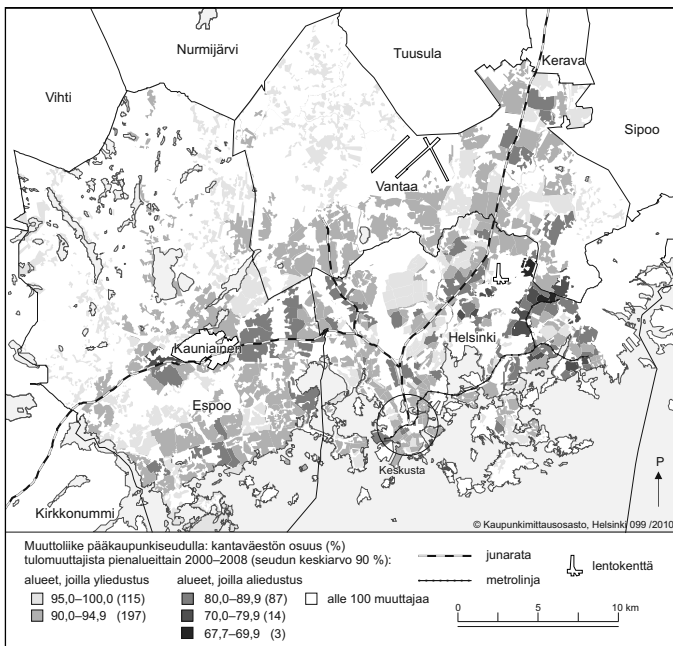 Nurmijärvi
Tuusula
Kerava
Vihti
Sipoo
Vantaa
Helsinki
Kauniainen
Espoo
Keskusta
P
Kirkkonummi
© Kaupunkimittausosasto, Helsinki 099 /2010
Muuttoliike pääkaupunkiseudulla: kantaväestön osuus (%)
tulomuuttajista pienalueittain 2000–2008 (seudun keskiarvo 90 %):
alueet, joilla yliedustus
95,0–100,0 (115)
90,0–94,9 (197)
alueet, joilla aliedustus
80,0–89,9 (87)
70,0–79,9 (14)
67,7–69,9 (3)
alle 100 muuttajaa
junarata
metrolinja
lentokenttä
0 5 10 km